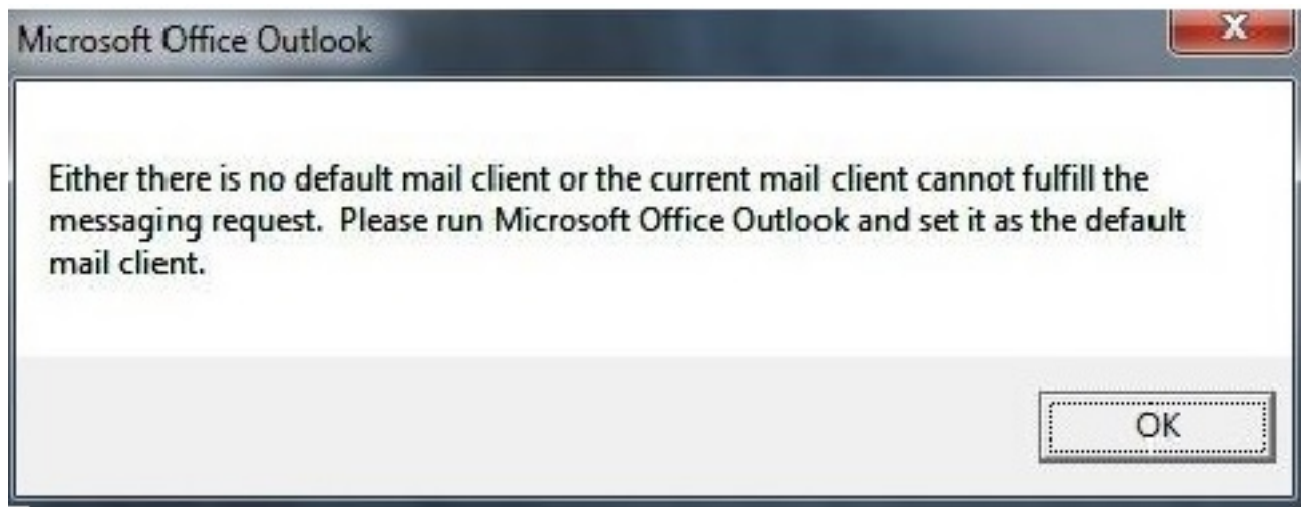 Microsoft Office Outlook
X
Either there is no default mail client or the current mail client cannot fulfill the
messaging request.  Please run Microsoft Office Outlook and set it as the default
mail client.
OK